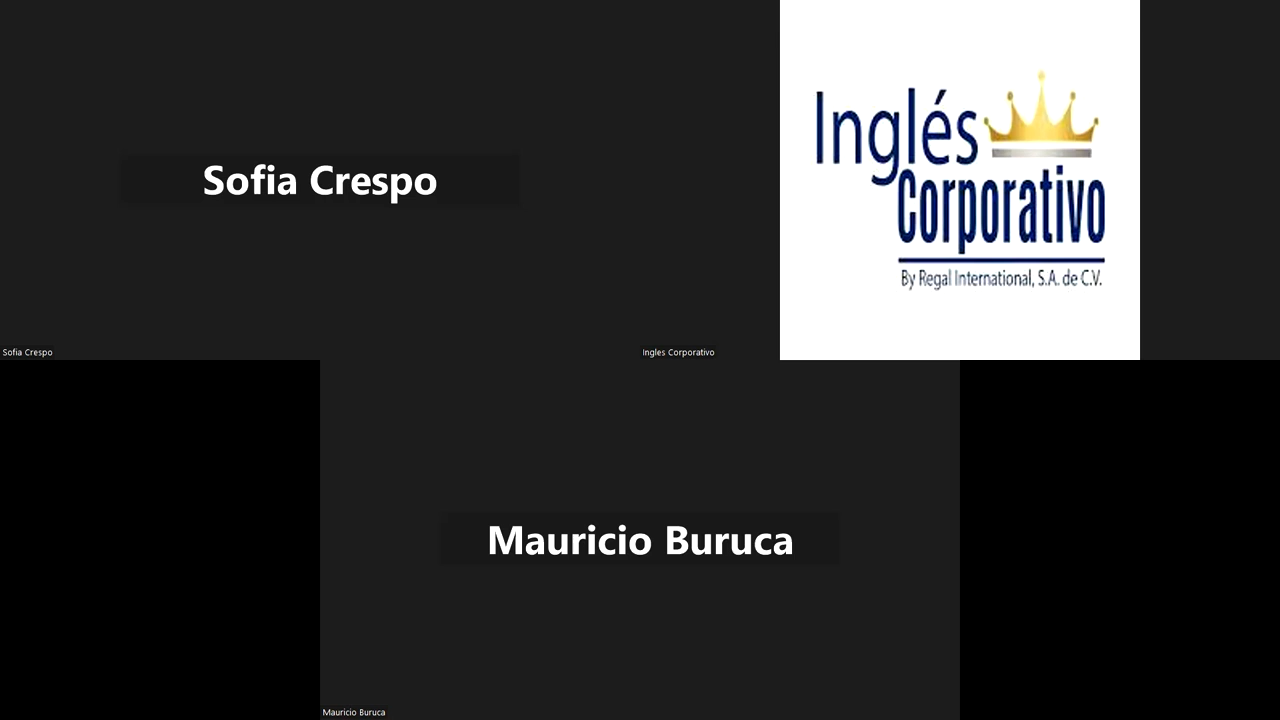 Sofia Crespo
Sofia Crespo
Inglés
Corporativo
By Regal International, S.A. de C.V.
Ingles Corporativo
Mauricio Buruca
Mauricio Buruca